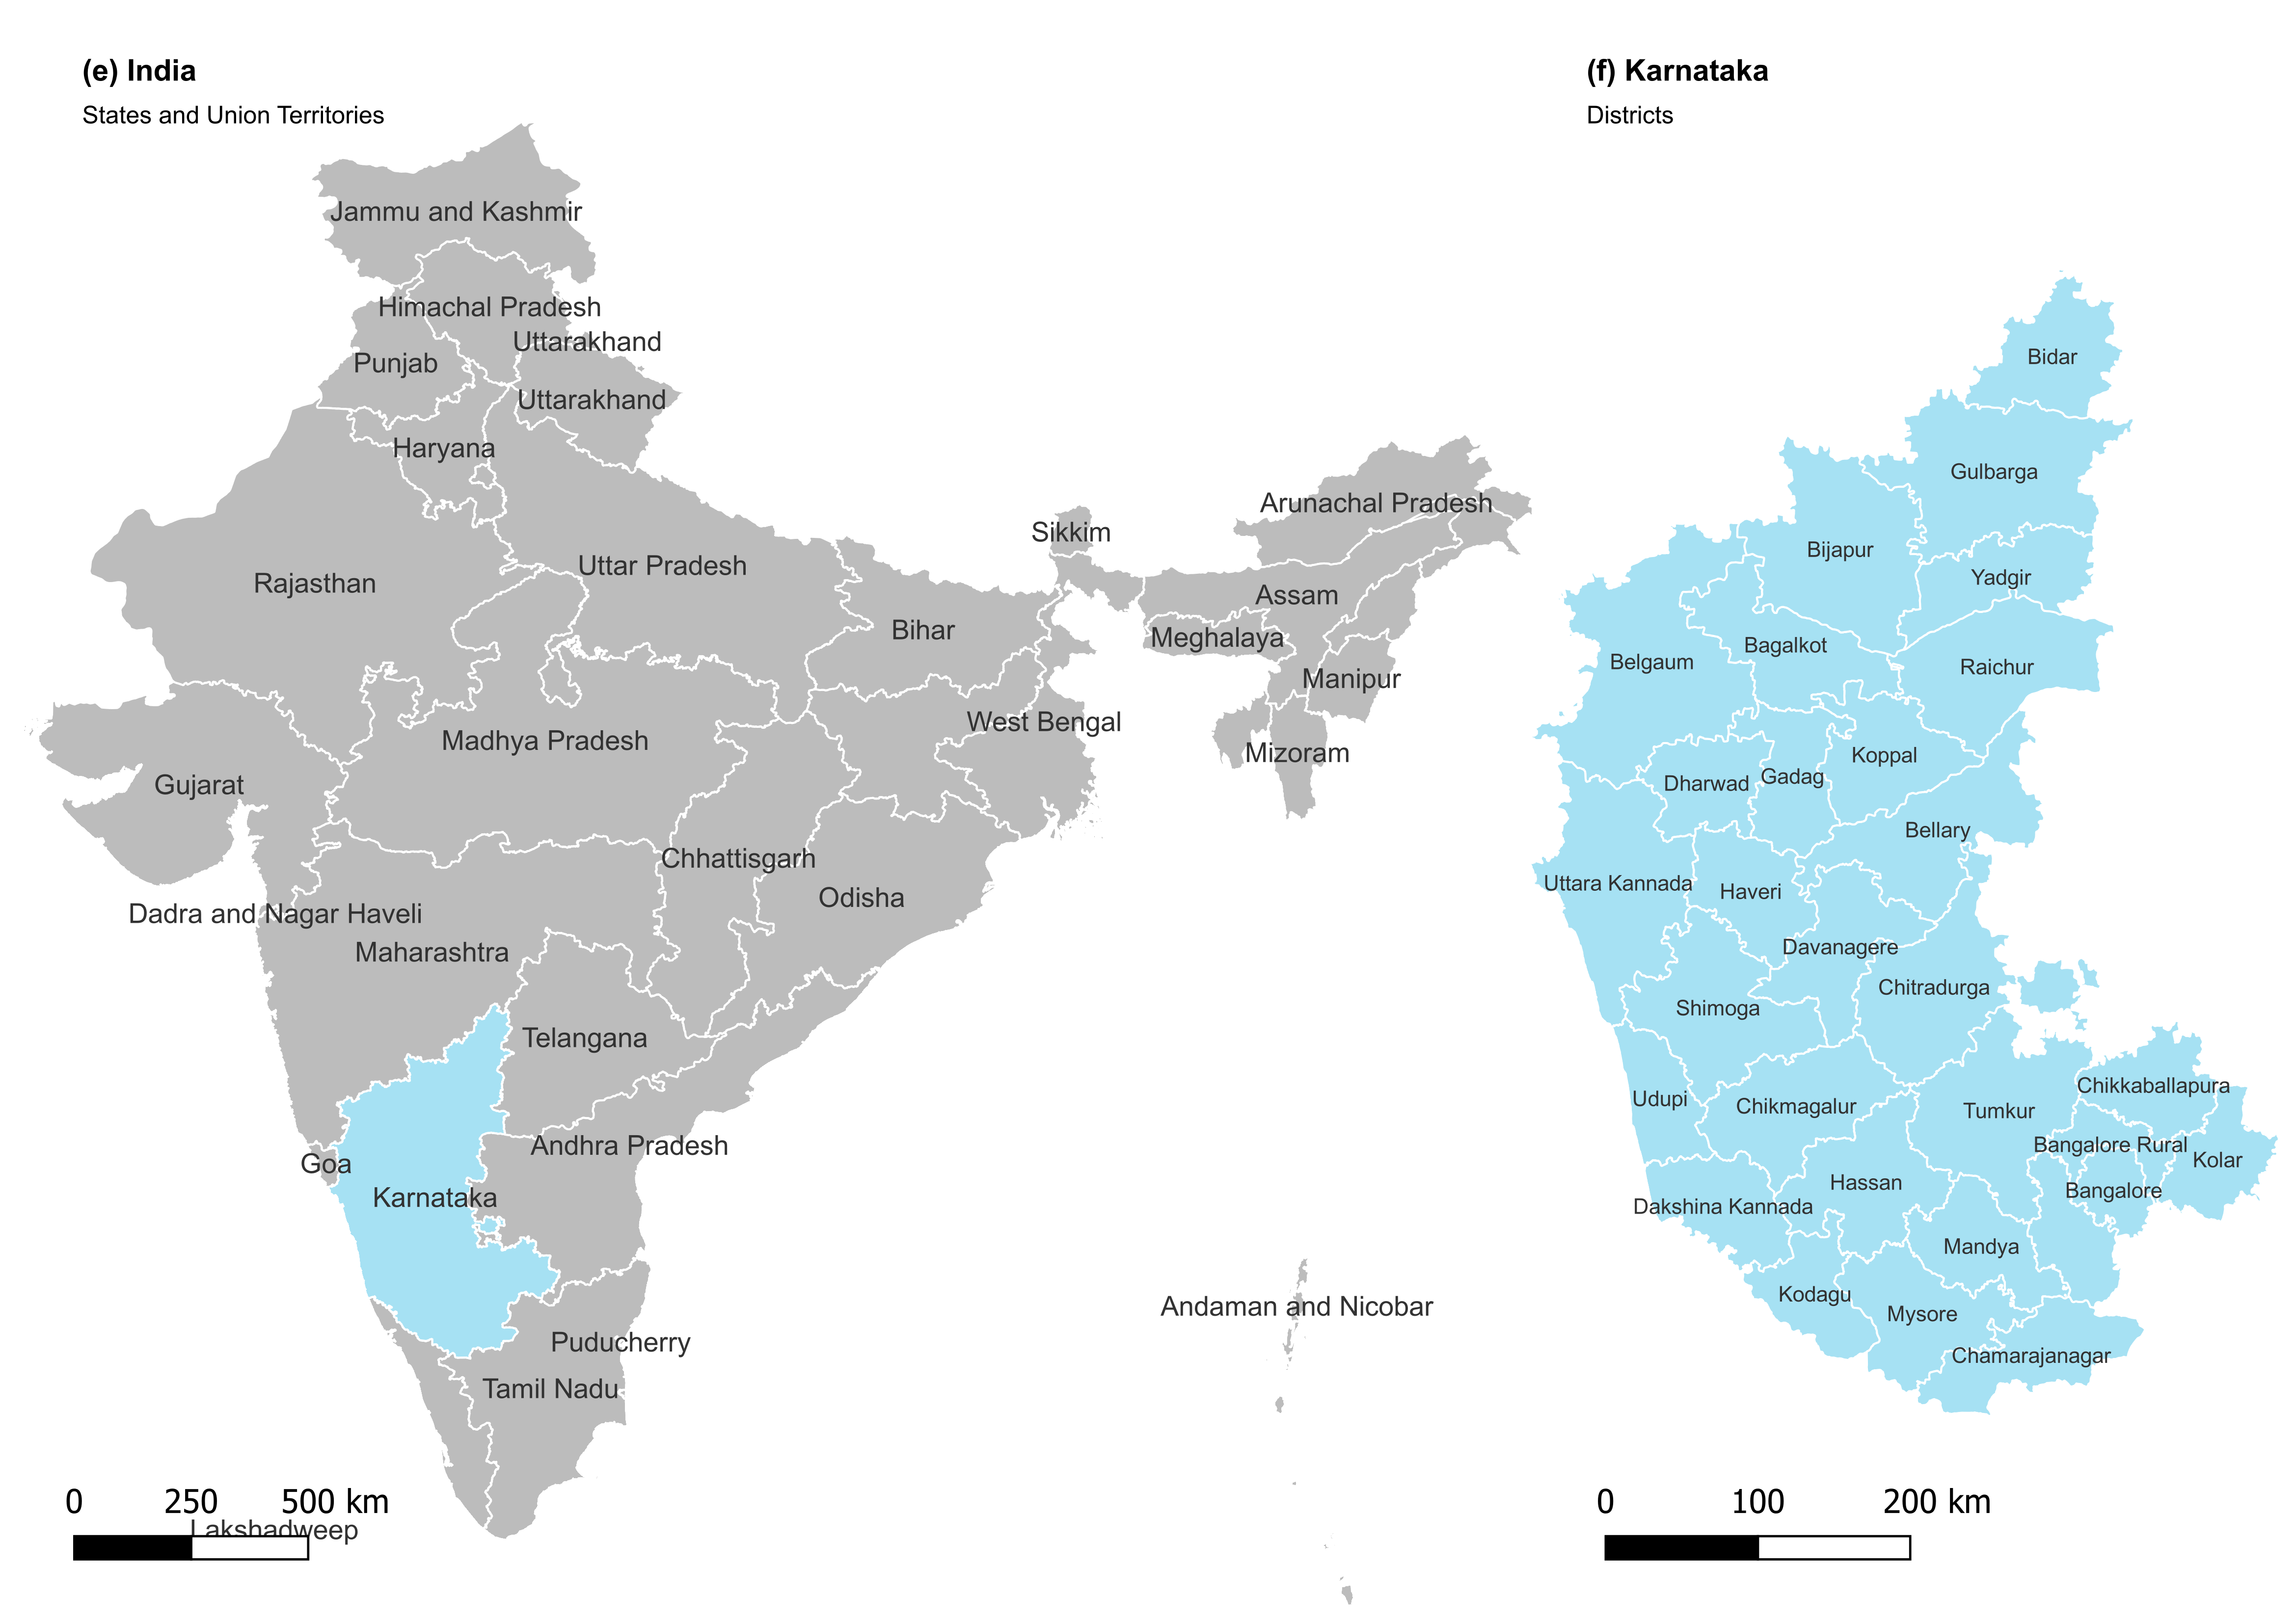 (e) India
States and Union Territories
Jammu and Kashmir
Himachal Pradesh
Uttarakhand
Punjab
Uttarakhand
Haryana
Arunachal Pradesh
Sikkim
Uttar Pradesh
Rajasthan
Assam
Bihar
Meghalaya
Manipur
West Bengal
Madhya Pradesh
Mizoram
Gujarat
Chhattisgarh
Odisha
Dadra and Nagar Haveli
Maharashtra
Telangana
Andhra Pradesh
Goa
Karnataka
Andaman and Nicobar
Puducherry
Tamil Nadu
Lakshadweep
0 250 500 km
(f) Karnataka
Districts
Bidar
Gulbarga
Bijapur
Yadgir
Bagalkot
Belgaum
Raichur
Koppal
Gadag
Dharwad
Bellary
Uttara Kannada
Haveri
Davanagere
Chitradurga
Shimoga
Chikkaballapura
Udupi
Chikmagalur
Tumkur
Bangalore Rural
Kolar
Hassan
Bangalore
Dakshina Kannada
Mandya
Kodagu
Mysore
Chamarajanagar
0 100 200 km